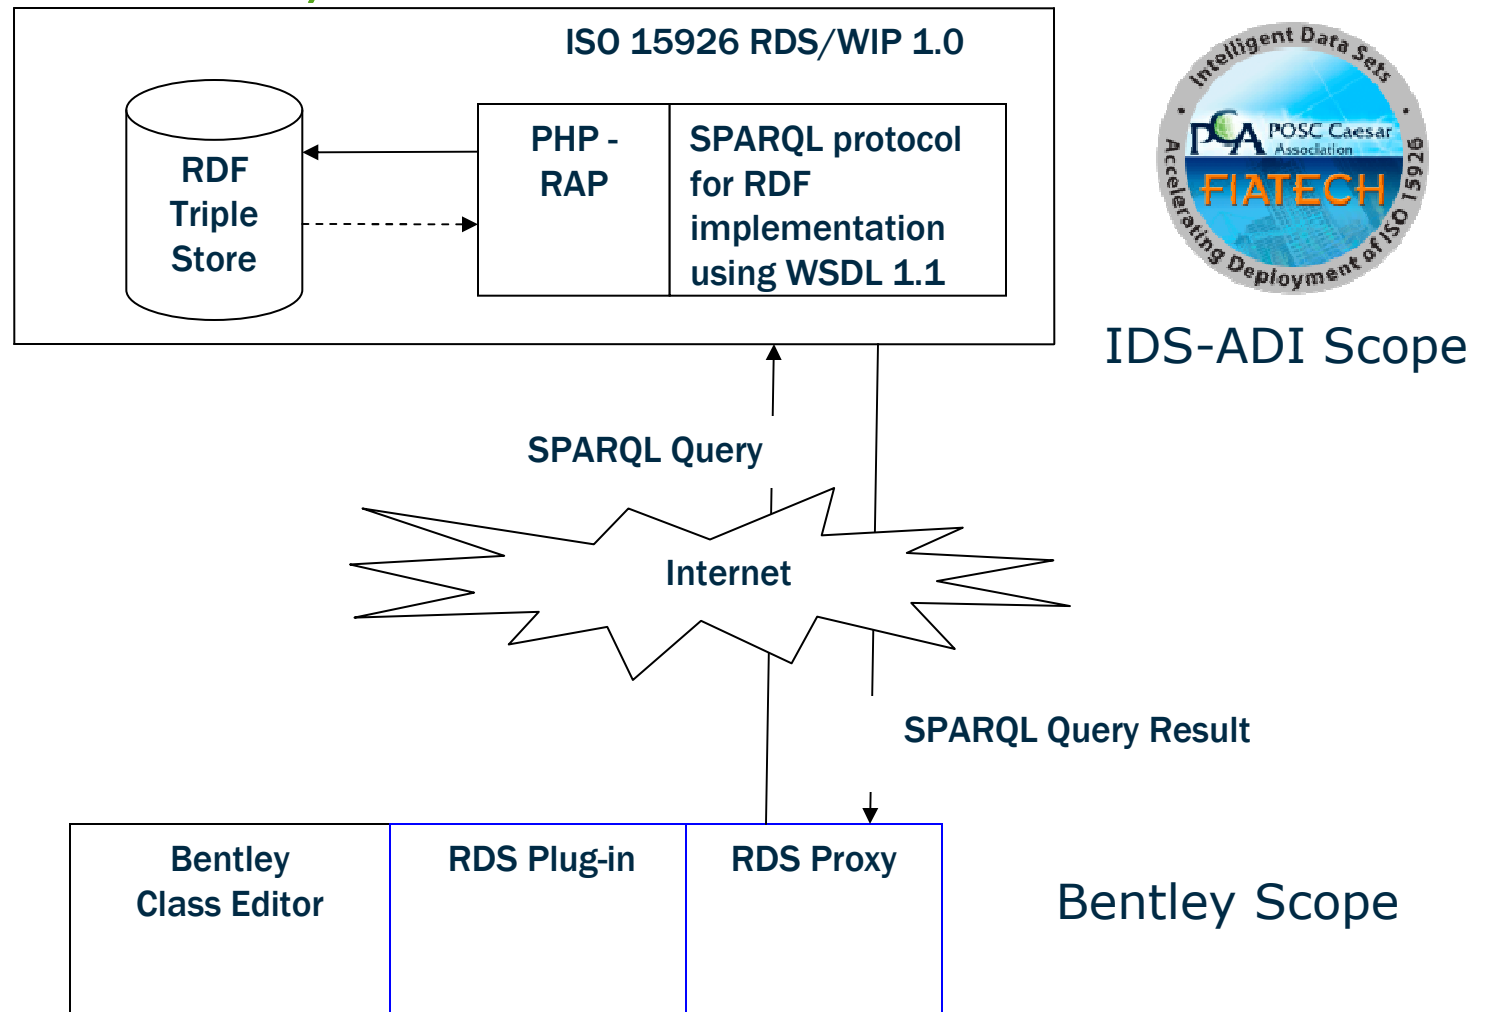 ISO 15926 RDS/WIP 1.0
RDF
Triple
Store
PHP -
RAP
SPARQL protocol
for RDF
implementation
using WSDL 1.1
Intelligent Data Sets
PCA POSC Caesar
Association
FIATECH
Accelerating Deployment of ISO 15926
IDS-ADI Scope
SPARQL Query
Internet
SPARQL Query Result
Bentley
Class Editor
RDS Plug-in
RDS Proxy
Bentley Scope